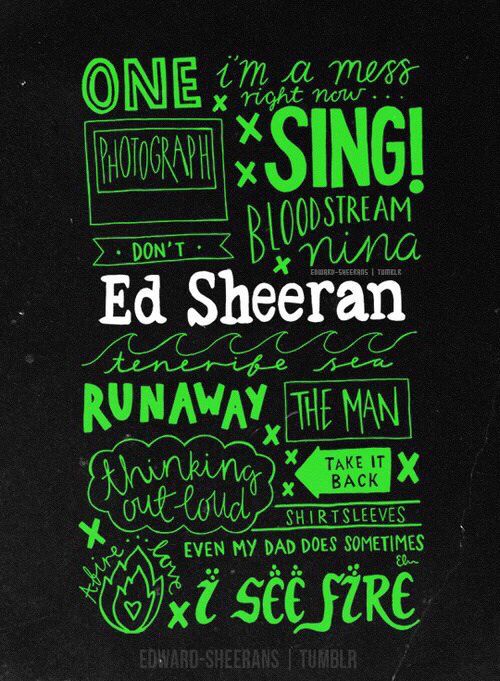 ONE
i'm a mess
right now...
PHOTOGRAPH
SING!
BLOODSTREAM
DON'T
nina
EDWARD-SHEERANS | TUMBLR
Ed Sheeran
tenerife sea
RUNAWAY
THE MAN
thinking
out loud
TAKE IT
BACK
SHIRTSLEEVES
EVEN MY DAD DOES SOMETIMES
Afire love
i SEE FIRE
EDWARD-SHEERANS | TUMBLR